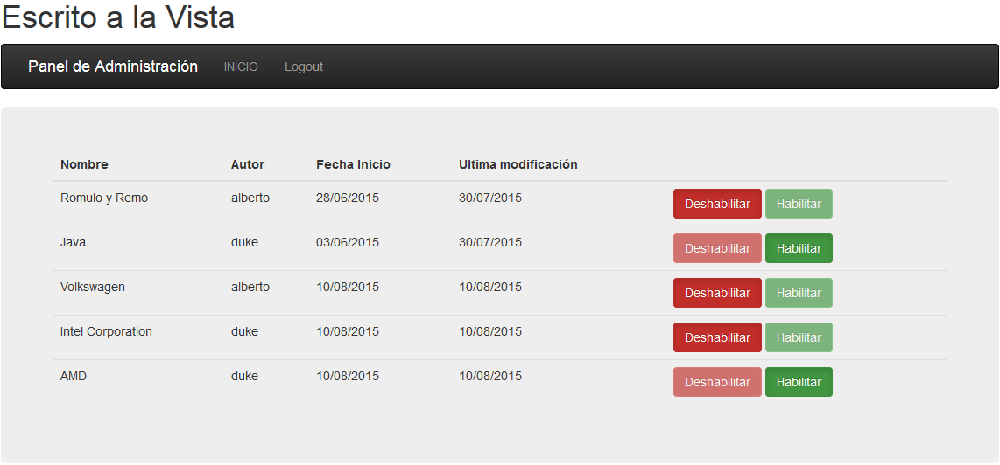 Escrito a la Vista
Panel de Administración INICIO Logout
Nombre Autor Fecha Inicio Ultima modificación
Romulo y Remo alberto 28/06/2015 30/07/2015 Deshabilitar Habilitar
Java duke 03/06/2015 30/07/2015 Deshabilitar Habilitar
Volkswagen alberto 10/08/2015 10/08/2015 Deshabilitar Habilitar
Intel Corporation duke 10/08/2015 10/08/2015 Deshabilitar Habilitar
AMD duke 10/08/2015 10/08/2015 Deshabilitar Habilitar